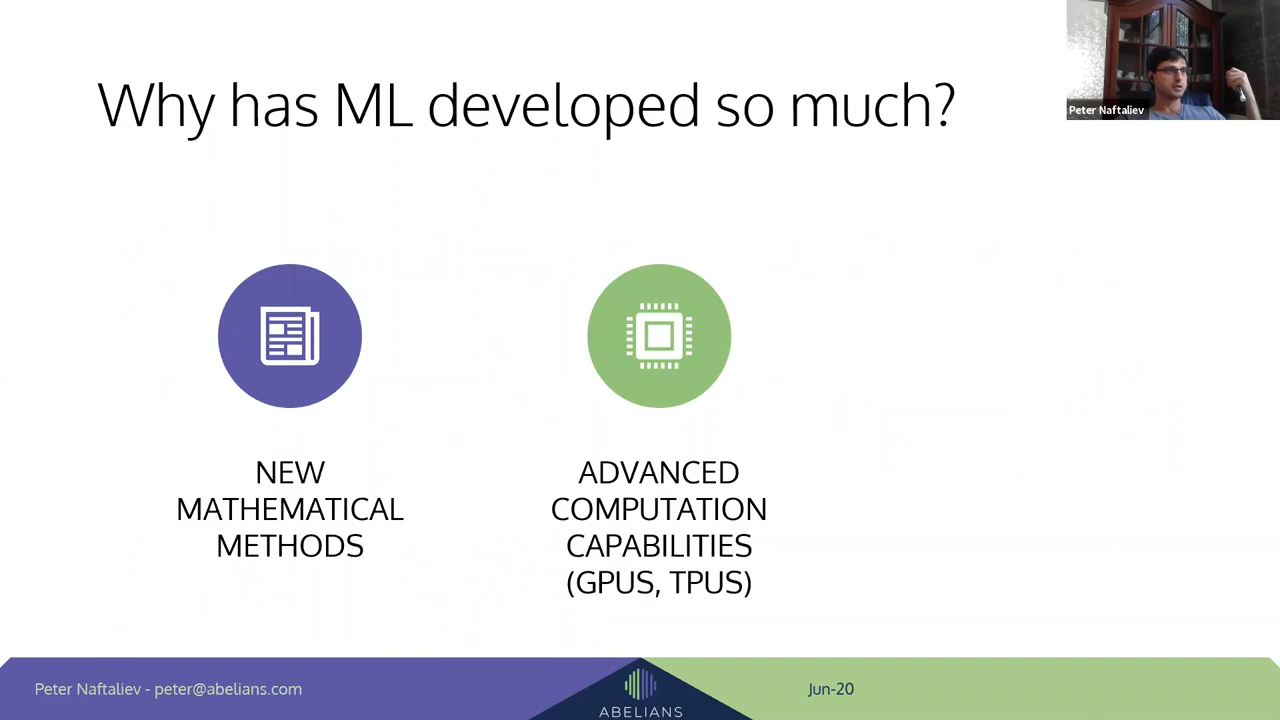 Why has ML developed so much?
Peter Naftaliev
NEW
MATHEMATICAL
METHODS
ADVANCED
COMPUTATION
CAPABILITIES
(GPUS, TPUS)
Peter Naftaliev - peter@abelians.com
ABELIANS
Jun-20